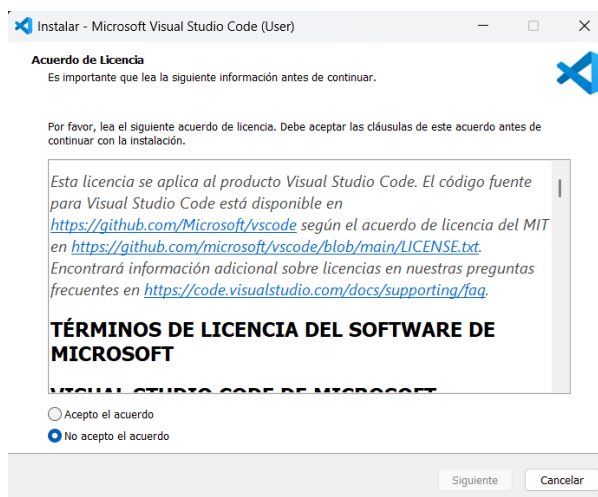 Instalar - Microsoft Visual Studio Code (User)
Acuerdo de Licencia
Es importante que lea la siguiente información antes de continuar.
Por favor, lea el siguiente acuerdo de licencia. Debe aceptar las cláusulas de este acuerdo antes de
continuar con la instalación.
Esta licencia se aplica al producto Visual Studio Code. El código fuente
para Visual Studio Code está disponible en
https://github.com/Microsoft/vscode según el acuerdo de licencia del MIT
en https://github.com/microsoft/vscode/blob/main/LICENSE.txt.
Encontrará información adicional sobre licencias en nuestras preguntas
frecuentes en https://code.visualstudio.com/docs/supporting/faq.
TÉRMINOS DE LICENCIA DEL SOFTWARE DE
MICROSOFT
VISUAL STUDIO CODE DE MICROSOFT
Acepto el acuerdo
No acepto el acuerdo
Siguiente
Cancelar